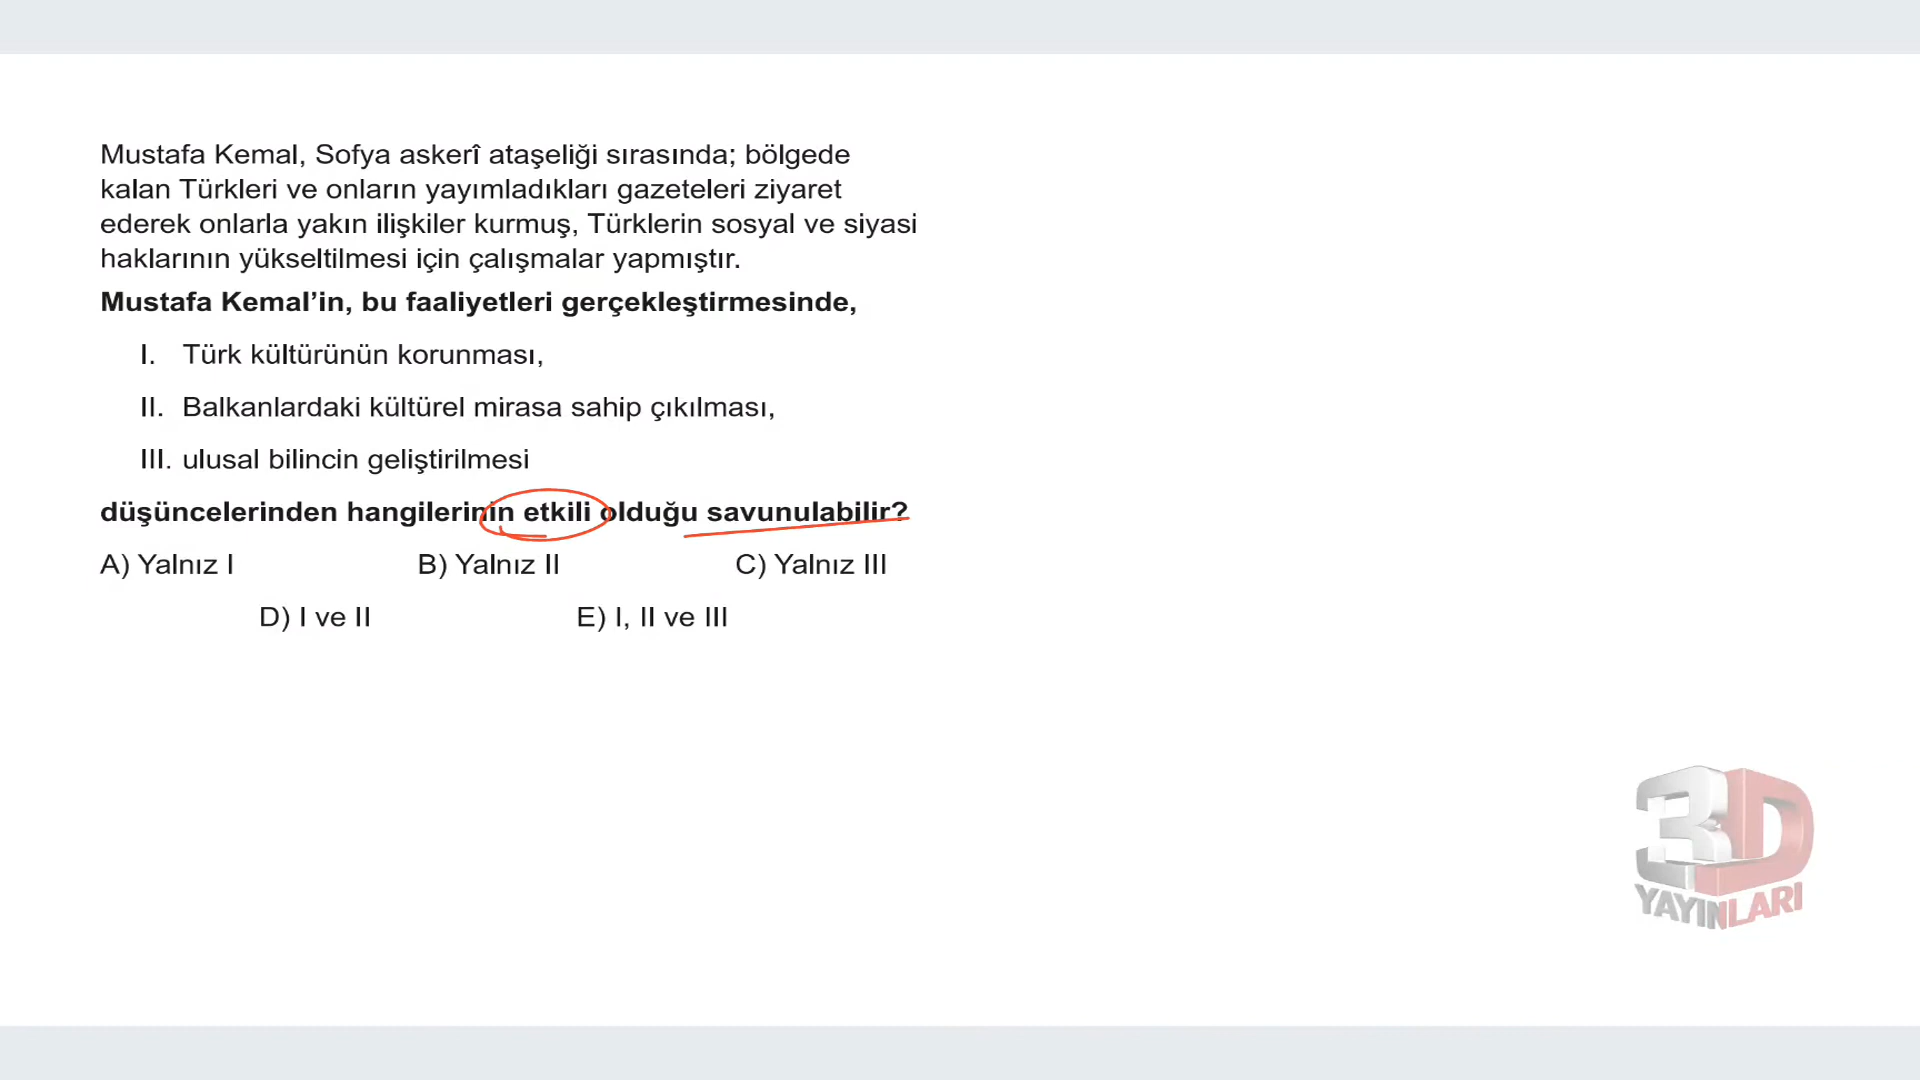 Mustafa Kemal, Sofya askerî ataşeliği sırasında; bölgede
kalan Türkleri ve onların yayımladıkları gazeteleri ziyaret
ederek onlarla yakın ilişkiler kurmuş, Türklerin sosyal ve siyasi
haklarının yükseltilmesi için çalışmalar yapmıştır.
Mustafa Kemal’in, bu faaliyetleri gerçekleştirmesinde,
I. Türk kültürünün korunması,
II. Balkanlardaki kültürel mirasa sahip çıkılması,
III. ulusal bilincin geliştirilmesi
düşüncelerinden hangilerinin etkili olduğu savunulabilir?
A) Yalnız I B) Yalnız II C) Yalnız III
D) I ve II E) I, II ve III
3D
YAYINLARI